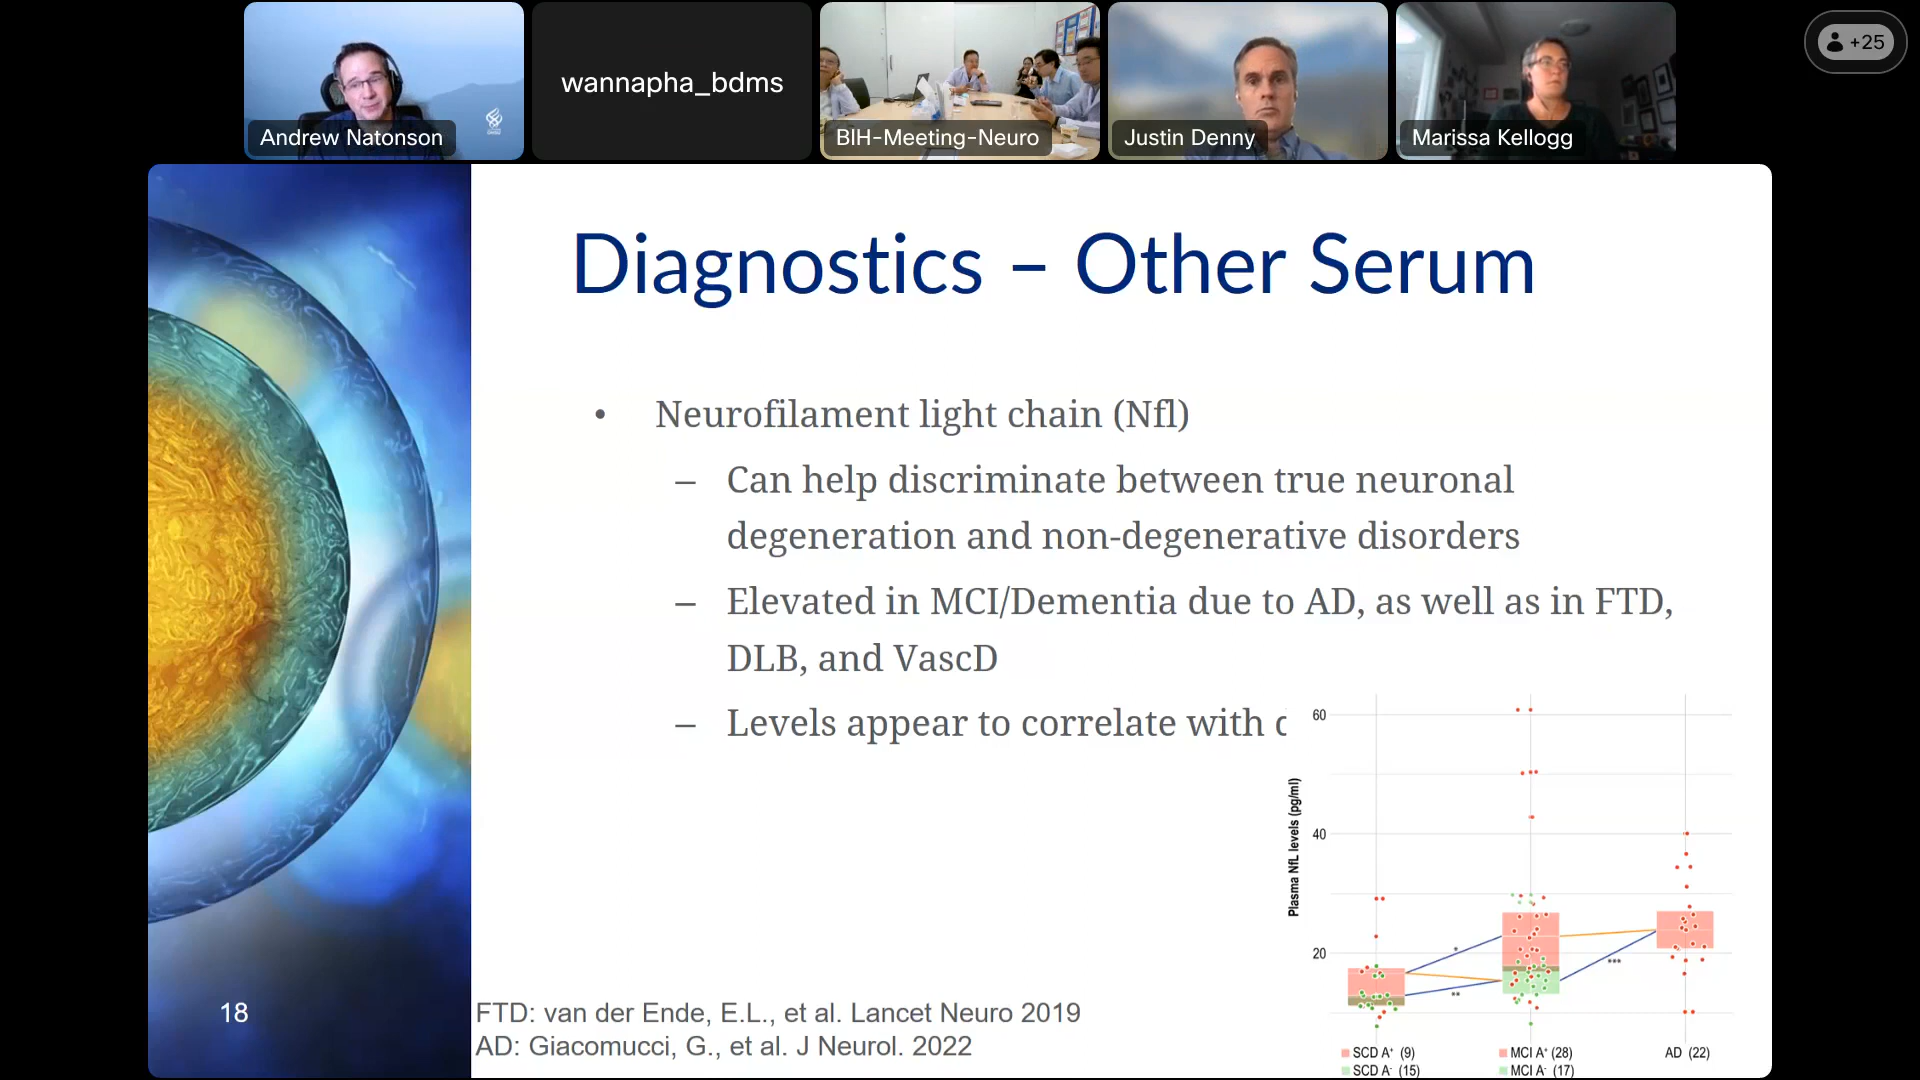 Andrew Natonson
wannapha_bdms
BIH-Meeting-Neuro
Justin Denny
Marissa Kellogg
+25
Diagnostics – Other Serum
• Neurofilament light chain (Nfl)
– Can help discriminate between true neuronal
degeneration and non-degenerative disorders
– Elevated in MCI/Dementia due to AD, as well as in FTD,
DLB, and VascD
– Levels appear to correlate with
Plasma NfL levels (pg/ml)
60
40
20
*
**
***
SCD A⁺ (9)
SCD A⁻ (15)
MCI A⁺ (28)
MCI A⁻ (17)
AD (22)
18
FTD: van der Ende, E.L., et al. Lancet Neuro 2019
AD: Giacomucci, G., et al. J Neurol. 2022